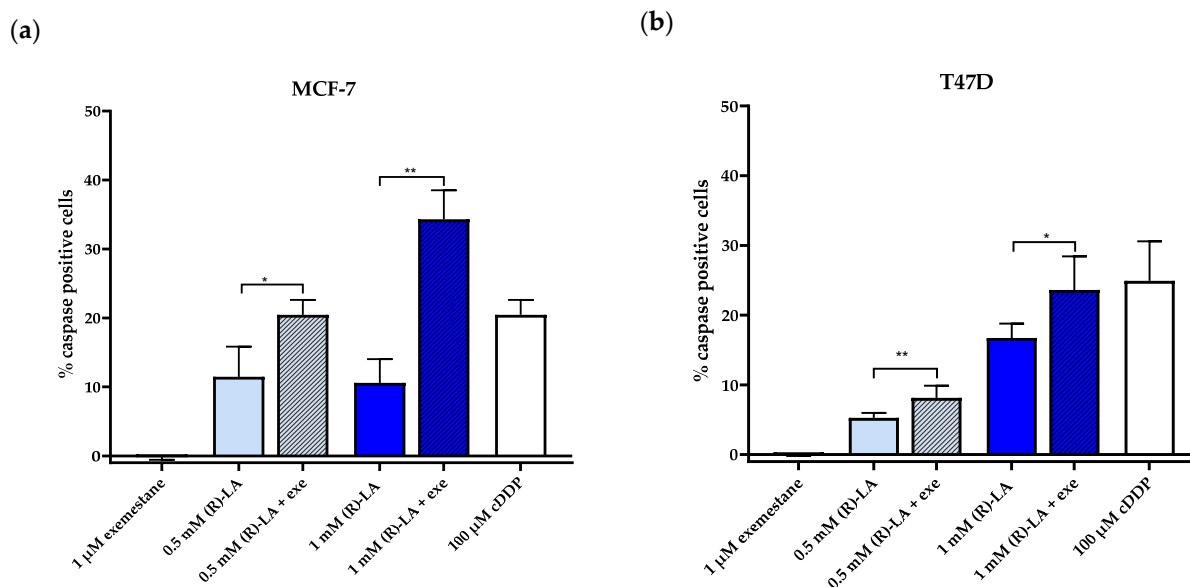 (a)
MCF-7
% caspase positive cells
50
40
30
20
10
0
*
**
1 µM exemestane
0.5 mM (R)-LA
0.5 mM (R)-LA + exe
1 mM (R)-LA
1 mM (R)-LA + exe
100 µM cDDP
(b)
T47D
% caspase positive cells
50
40
30
20
10
0
**
*
1 µM exemestane
0.5 mM (R)-LA
0.5 mM (R)-LA + exe
1 mM (R)-LA
1 mM (R)-LA + exe
100 µM cDDP